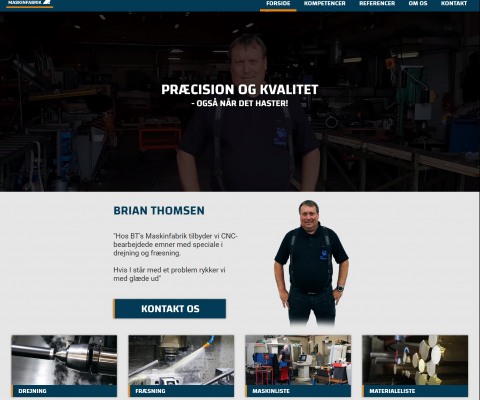 MASKINFABRIK
FORSIDE KOMPETENCER REFERENCER OM OS KONTAKT
PRÆCISION OG KVALITET
- OGSÅ NÅR DET HASTER!
BRIAN THOMSEN
"Hos BT's Maskinfabrik tilbyder vi CNC-
bearbejdede emner med speciale i
drejning og fræsning.
Hvis I står med et problem rykker vi
med glæde ud"
KONTAKT OS
DREJNING FRÆSNING MASKINLISTE MATERIALELISTE